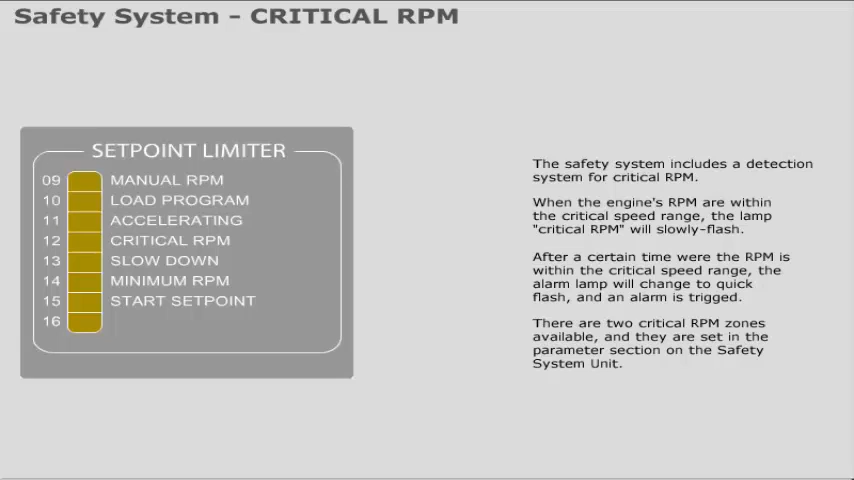 Safety System - CRITICAL RPM
SETPOINT LIMITER
09 MANUAL RPM
10 LOAD PROGRAM
11 ACCELERATING
12 CRITICAL RPM
13 SLOW DOWN
14 MINIMUM RPM
15 START SETPOINT
16
The safety system includes a detection
system for critical RPM.
When the engine's RPM are within
the critical speed range, the lamp
"critical RPM" will slowly-flash.
After a certain time were the RPM is
within the critical speed range, the
alarm lamp will change to quick
flash, and an alarm is trigged.
There are two critical RPM zones
available, and they are set in the
parameter section on the Safety
System Unit.